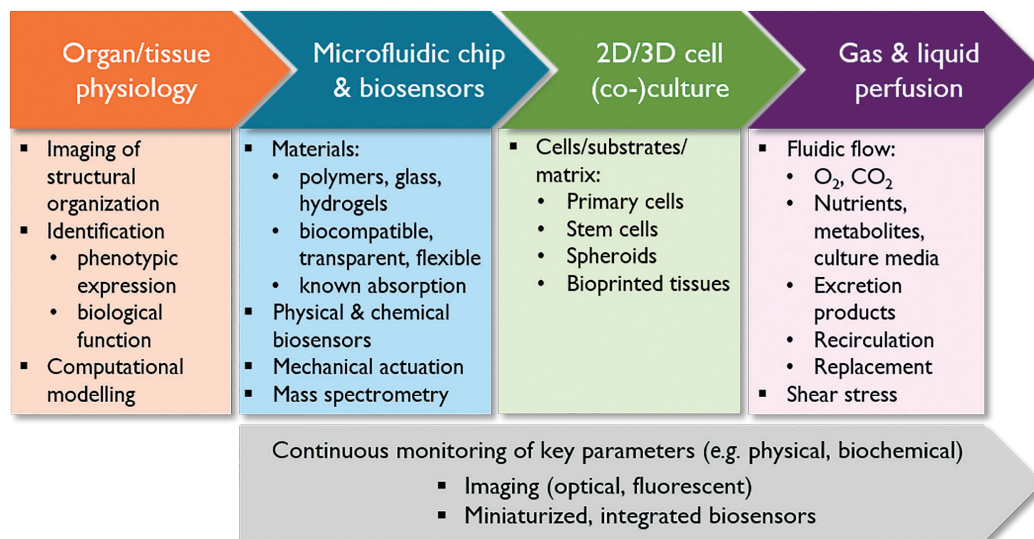 Organ/tissue
physiology
Microfluidic chip
& biosensors
2D/3D cell
(co-)culture
Gas & liquid
perfusion
▪ Imaging of
structural
organization
▪ Identification
• phenotypic
expression
• biological
function
▪ Computational
modelling
▪ Materials:
• polymers, glass,
hydrogels
• biocompatible,
transparent, flexible
• known absorption
▪ Physical & chemical
biosensors
▪ Mechanical actuation
▪ Mass spectrometry
▪ Cells/substrates/
matrix:
• Primary cells
• Stem cells
• Spheroids
• Bioprinted tissues
▪ Fluidic flow:
• O₂, CO₂
• Nutrients,
metabolites,
culture media
• Excretion
products
• Recirculation
• Replacement
▪ Shear stress
Continuous monitoring of key parameters (e.g. physical, biochemical)
▪ Imaging (optical, fluorescent)
▪ Miniaturized, integrated biosensors